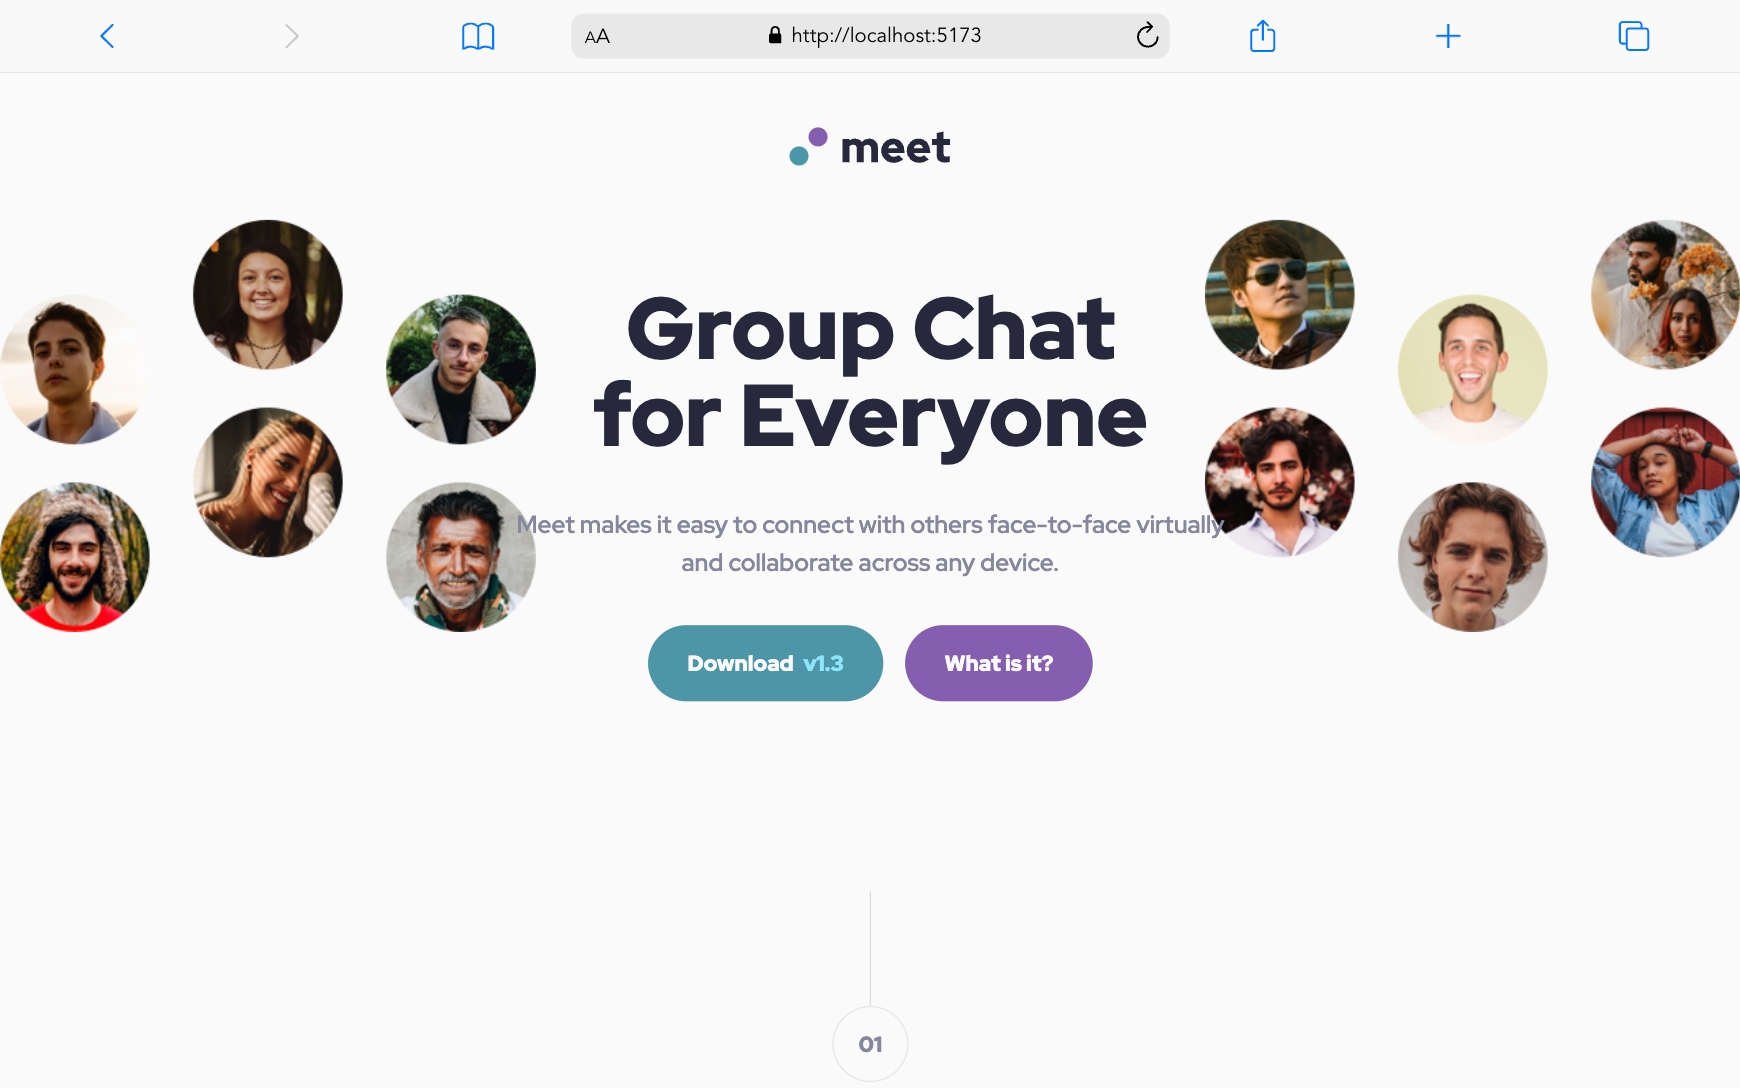 AA
http://localhost:5173
meet
Group Chat
for Everyone
Meet makes it easy to connect with others face-to-face virtually
and collaborate across any device.
Download v1.3
What is it?
01